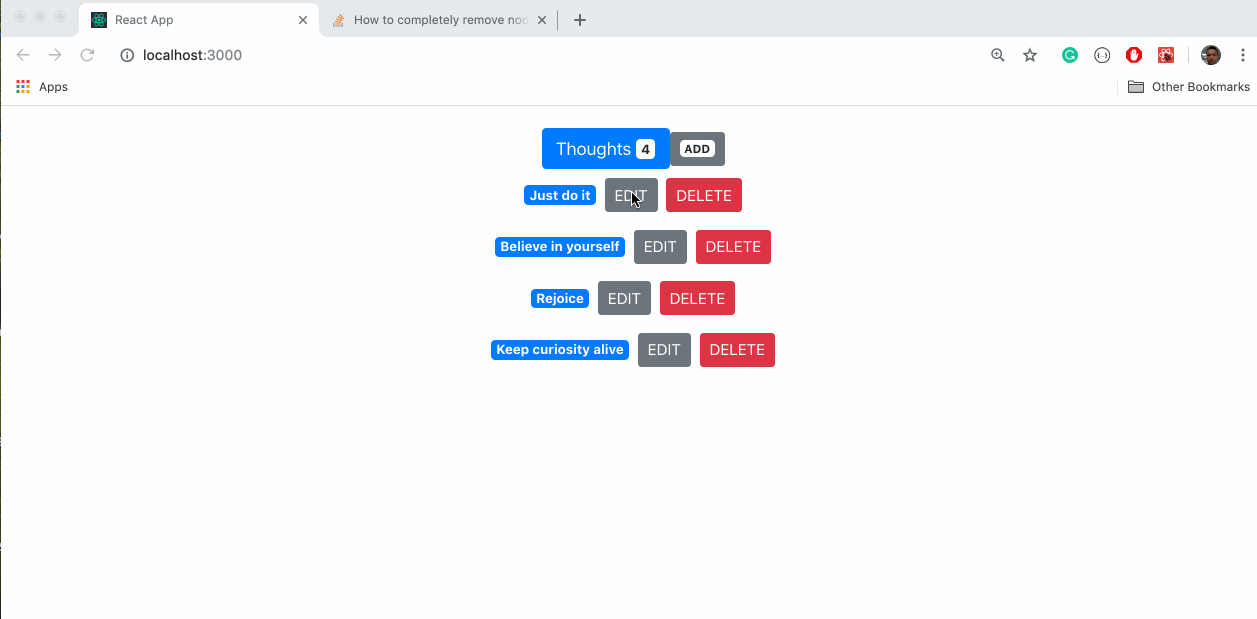 React App
How to completely remove nod
localhost:3000
Apps
Other Bookmarks
Thoughts 4 ADD
Just do it EDIT DELETE
Believe in yourself EDIT DELETE
Rejoice EDIT DELETE
Keep curiosity alive EDIT DELETE